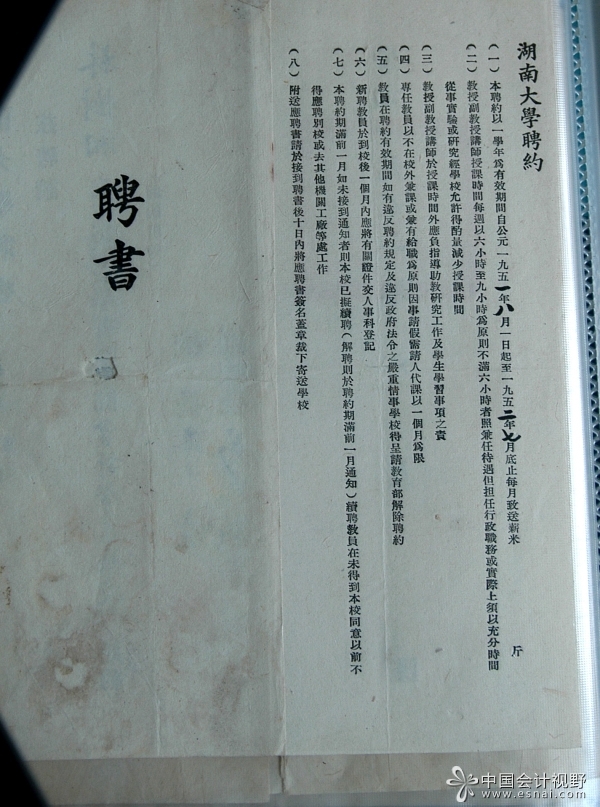 湖南大學聘約
（一）本聘約以一學年爲有效期間自公元一九五一年八月一日起至一九五二年七月底止每月致送薪米　　斤
（二）教授副教授講師授課時間每週以六小時至九小時爲原則不滿六小時者照兼任待遇但担任行政職務或實際上須以充分時間
從事實驗或研究經學校允許得酌量減少授課時間
（三）教授副教授講師於授課時間外應負指導助教研究工作及學生學習事項之責
（四）專任教員以不在校外兼課或兼有給職爲原則因事請假需請人代課以一個月爲限
（五）教員在聘約有效期間如有違反聘約規定及違反政府法令之嚴重情事學校得呈請教育部解除聘約
（六）新聘教員於到校後一個月內應將有關證件交人事科登記
（七）本聘約期滿前一月如未接到通知者則本校已擬續聘（解聘則於聘約期滿前一月通知）續聘教員在未得到本校同意以前不
得應聘別校或去其他機關工廠等處工作
（八）附送應聘書請於接到聘書後十日內將應聘書簽名蓋章裁下寄送學校
聘書
中国会计视野
www.esnai.com